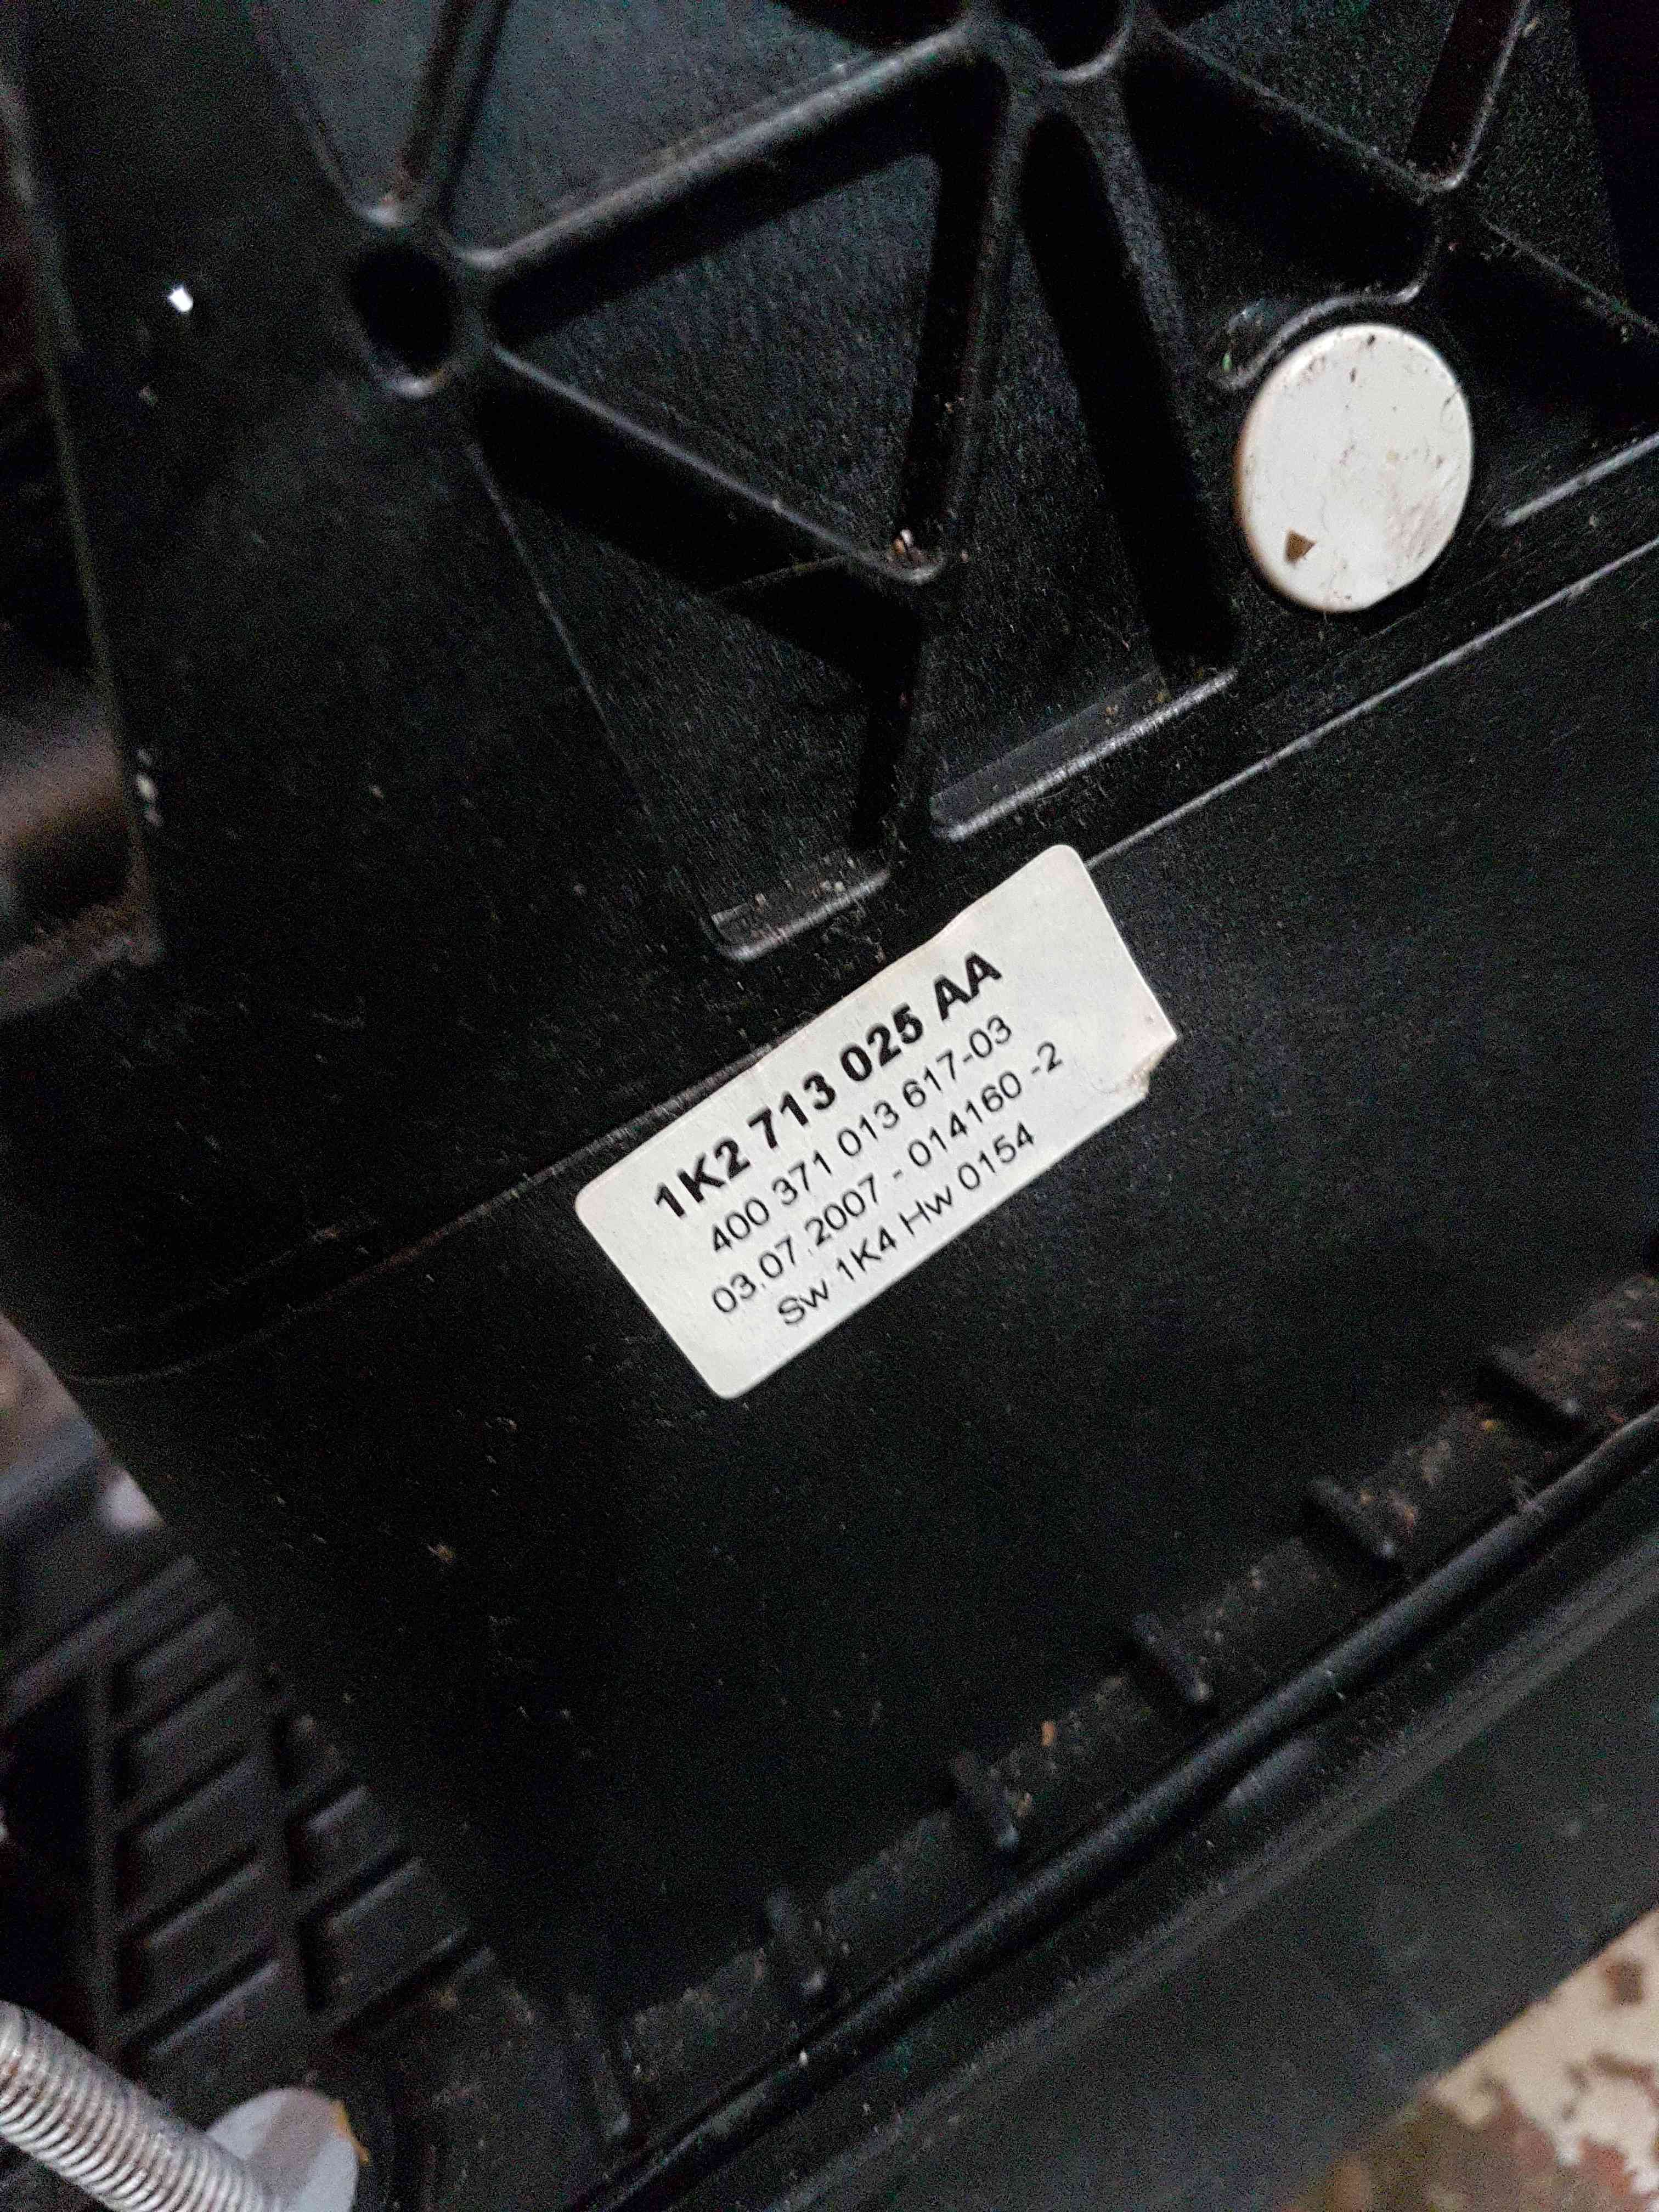 1K2 713 025 AA
400 371 013 617-03
03.07.2007 - 014160 -2
Sw 1K4 Hw 0154